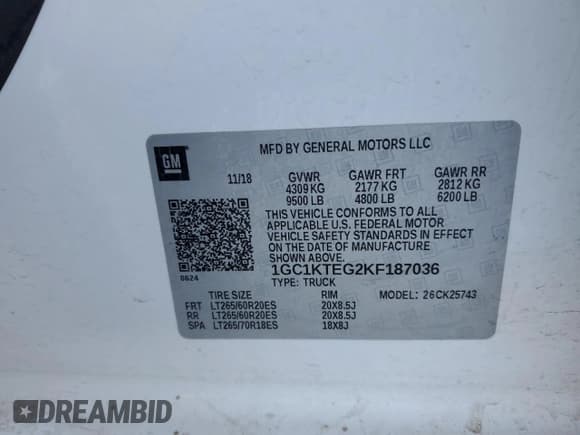 GM
MFD BY GENERAL MOTORS LLC
11/18 GVWR GAWR FRT GAWR RR
4309 KG 2177 KG 2812 KG
9500 LB 4800 LB 6200 LB
THIS VEHICLE CONFORMS TO ALL
APPLICABLE U.S. FEDERAL MOTOR
VEHICLE SAFETY STANDARDS IN EFFECT
ON THE DATE OF MANUFACTURE
SHOWN ABOVE.
0624
1GC1KTEG2KF187036
TYPE: TRUCK
TIRE SIZE RIM MODEL: 26CK25743
FRT LT265/60R20ES 20X8.5J
RR LT265/60R20ES 20X8.5J
SPA LT265/70R18ES 18X8J
DREAMBID